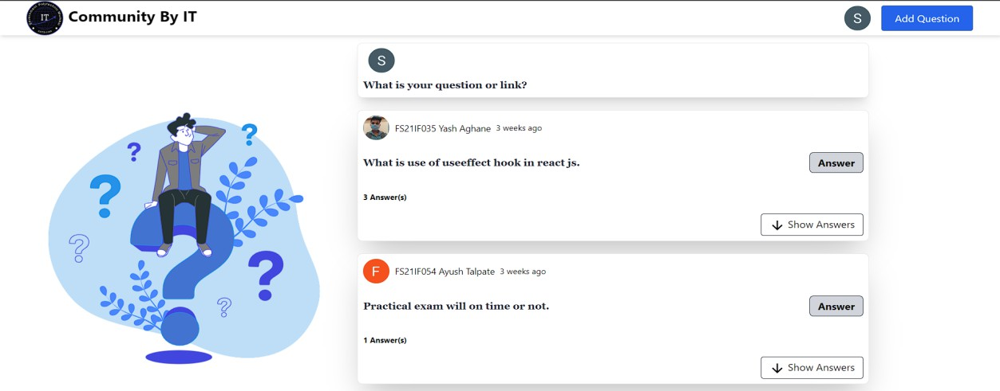 IT
Community By IT
S
Add Question
S
What is your question or link?
FS21IF035 Yash Aghane 3 weeks ago
What is use of useeffect hook in react js.
Answer
3 Answer(s)
Show Answers
F
FS21IF054 Ayush Talpate 3 weeks ago
Practical exam will on time or not.
Answer
1 Answer(s)
Show Answers
?
?
?
?
?
?